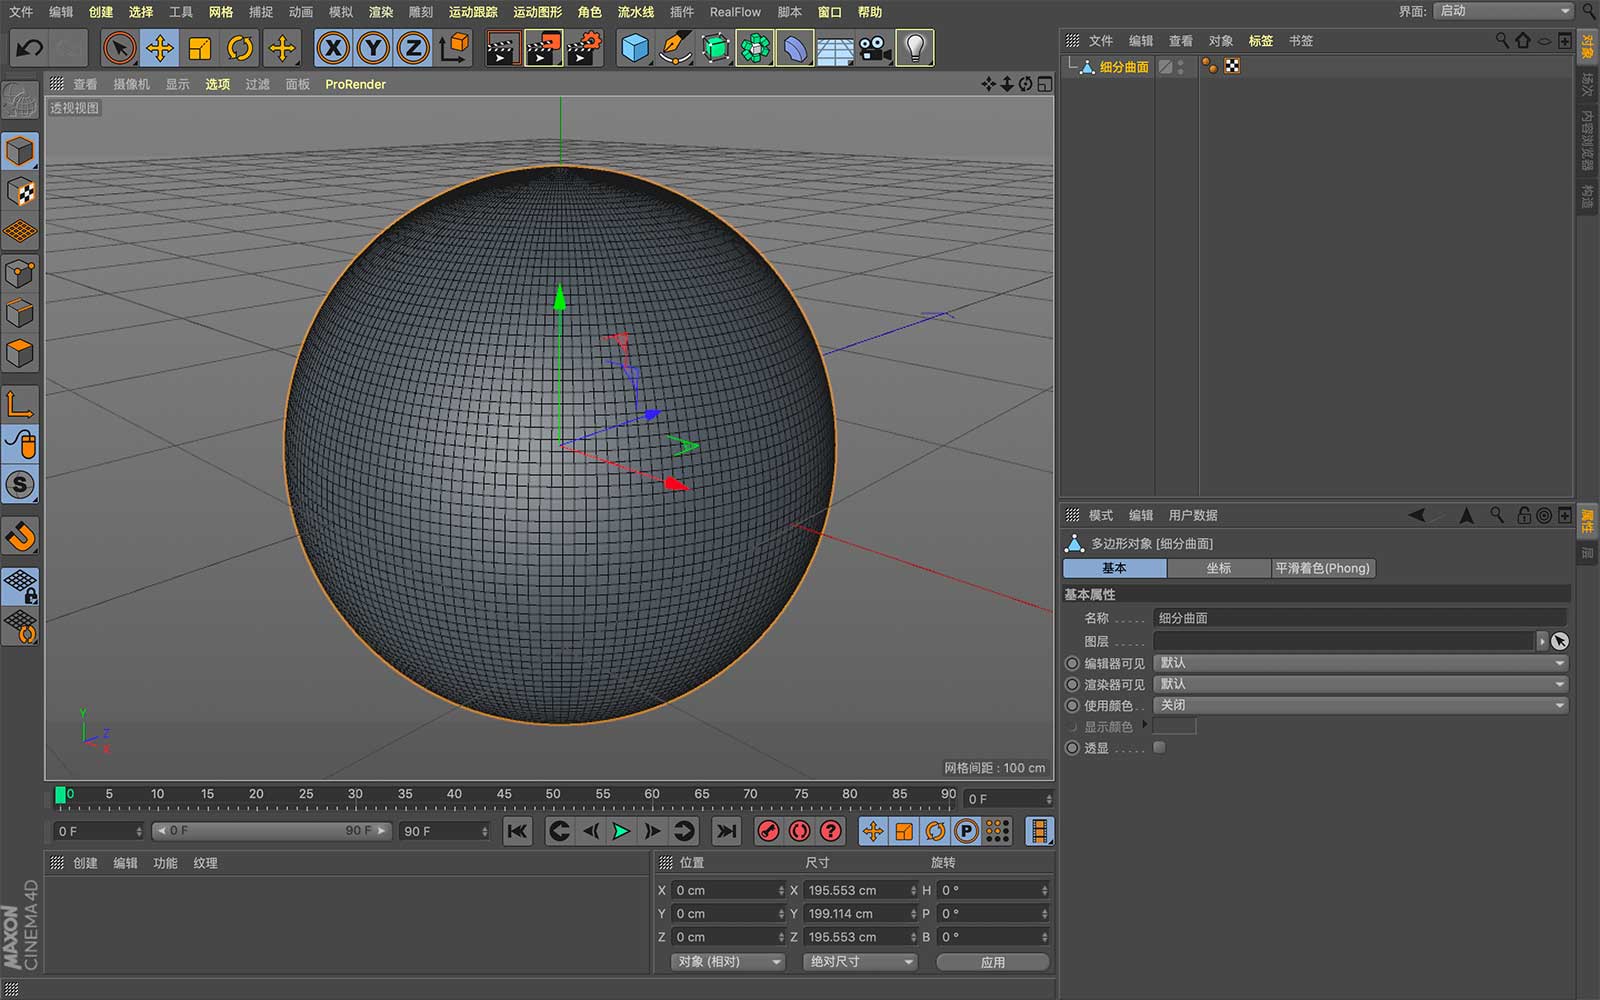 文件 编辑 创建 选择 工具 网格 捕捉 动画 模拟 渲染 雕刻 运动跟踪 运动图形 角色 流水线 插件 RealFlow 脚本 窗口 帮助 界面: 启动
X Y Z
文件 编辑 查看 对象 标签 书签
查看 摄像机 显示 选项 过滤 面板 ProRender
细分曲面
透视视图
对象
场次
内容浏览器
构造
S
Y
Z
X
网格间距 : 100 cm
模式 编辑 用户数据
属性
层
多边形对象 [细分曲面]
基本 坐标 平滑着色(Phong)
基本属性
名称 . . . . . 细分曲面
图层 . . . . .
编辑器可见 默认
渲染器可见 默认
使用颜色 . . 关闭
显示颜色
透显 . . . . .
0 5 10 15 20 25 30 35 40 45 50 55 60 65 70 75 80 85 90 0 F
0 F 0 F 90 F 90 F
? P
创建 编辑 功能 纹理
位置 尺寸 旋转
X 0 cm X 195.553 cm H 0 °
Y 0 cm Y 199.114 cm P 0 °
Z 0 cm Z 195.553 cm B 0 °
对象 (相对) 绝对尺寸 应用
MAXON
CINEMA 4D